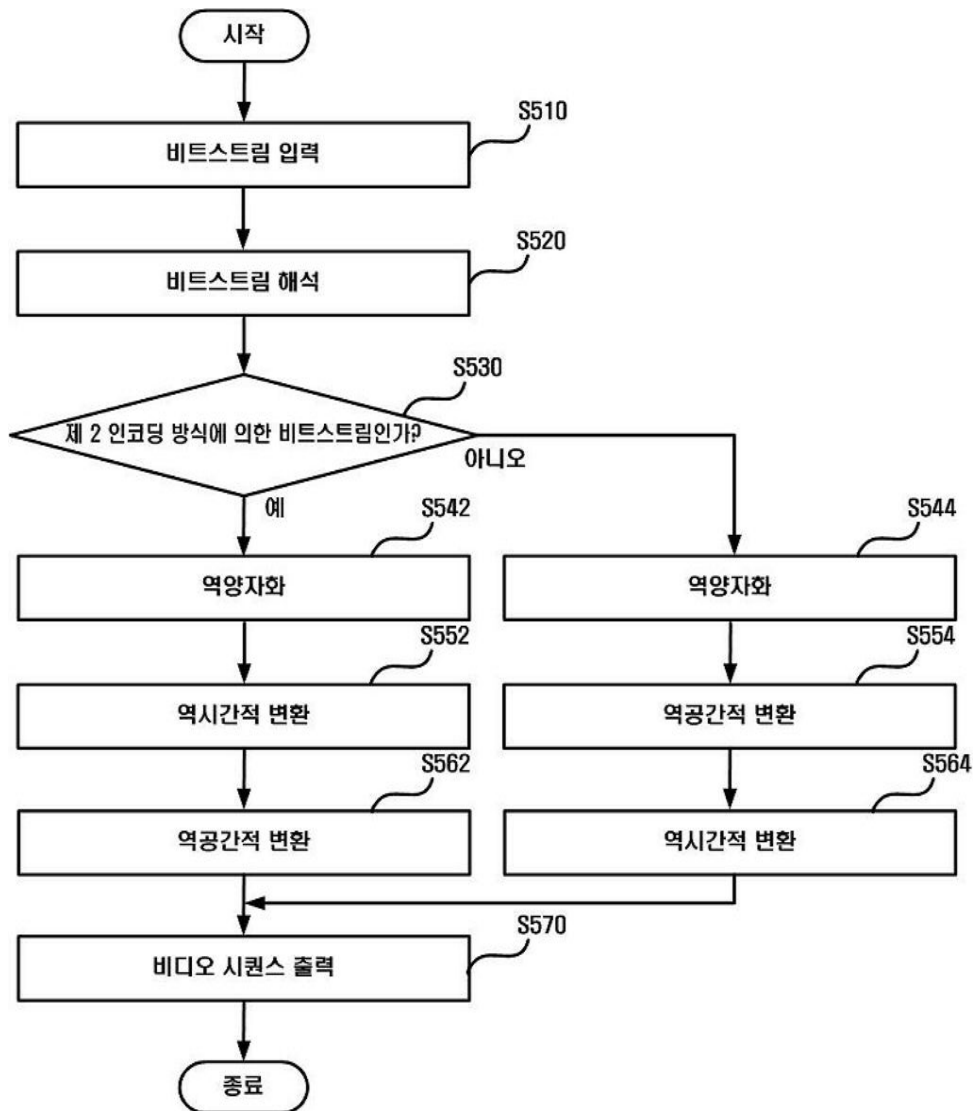 시작
S510
비트스트림 입력
S520
비트스트림 해석
S530
제 2 인코딩 방식에 의한 비트스트림인가?
아니오
예
S542
S544
역양자화
역양자화
S552
S554
역시간적 변환
역공간적 변환
S562
S564
역공간적 변환
역시간적 변환
S570
비디오 시퀀스 출력
종료